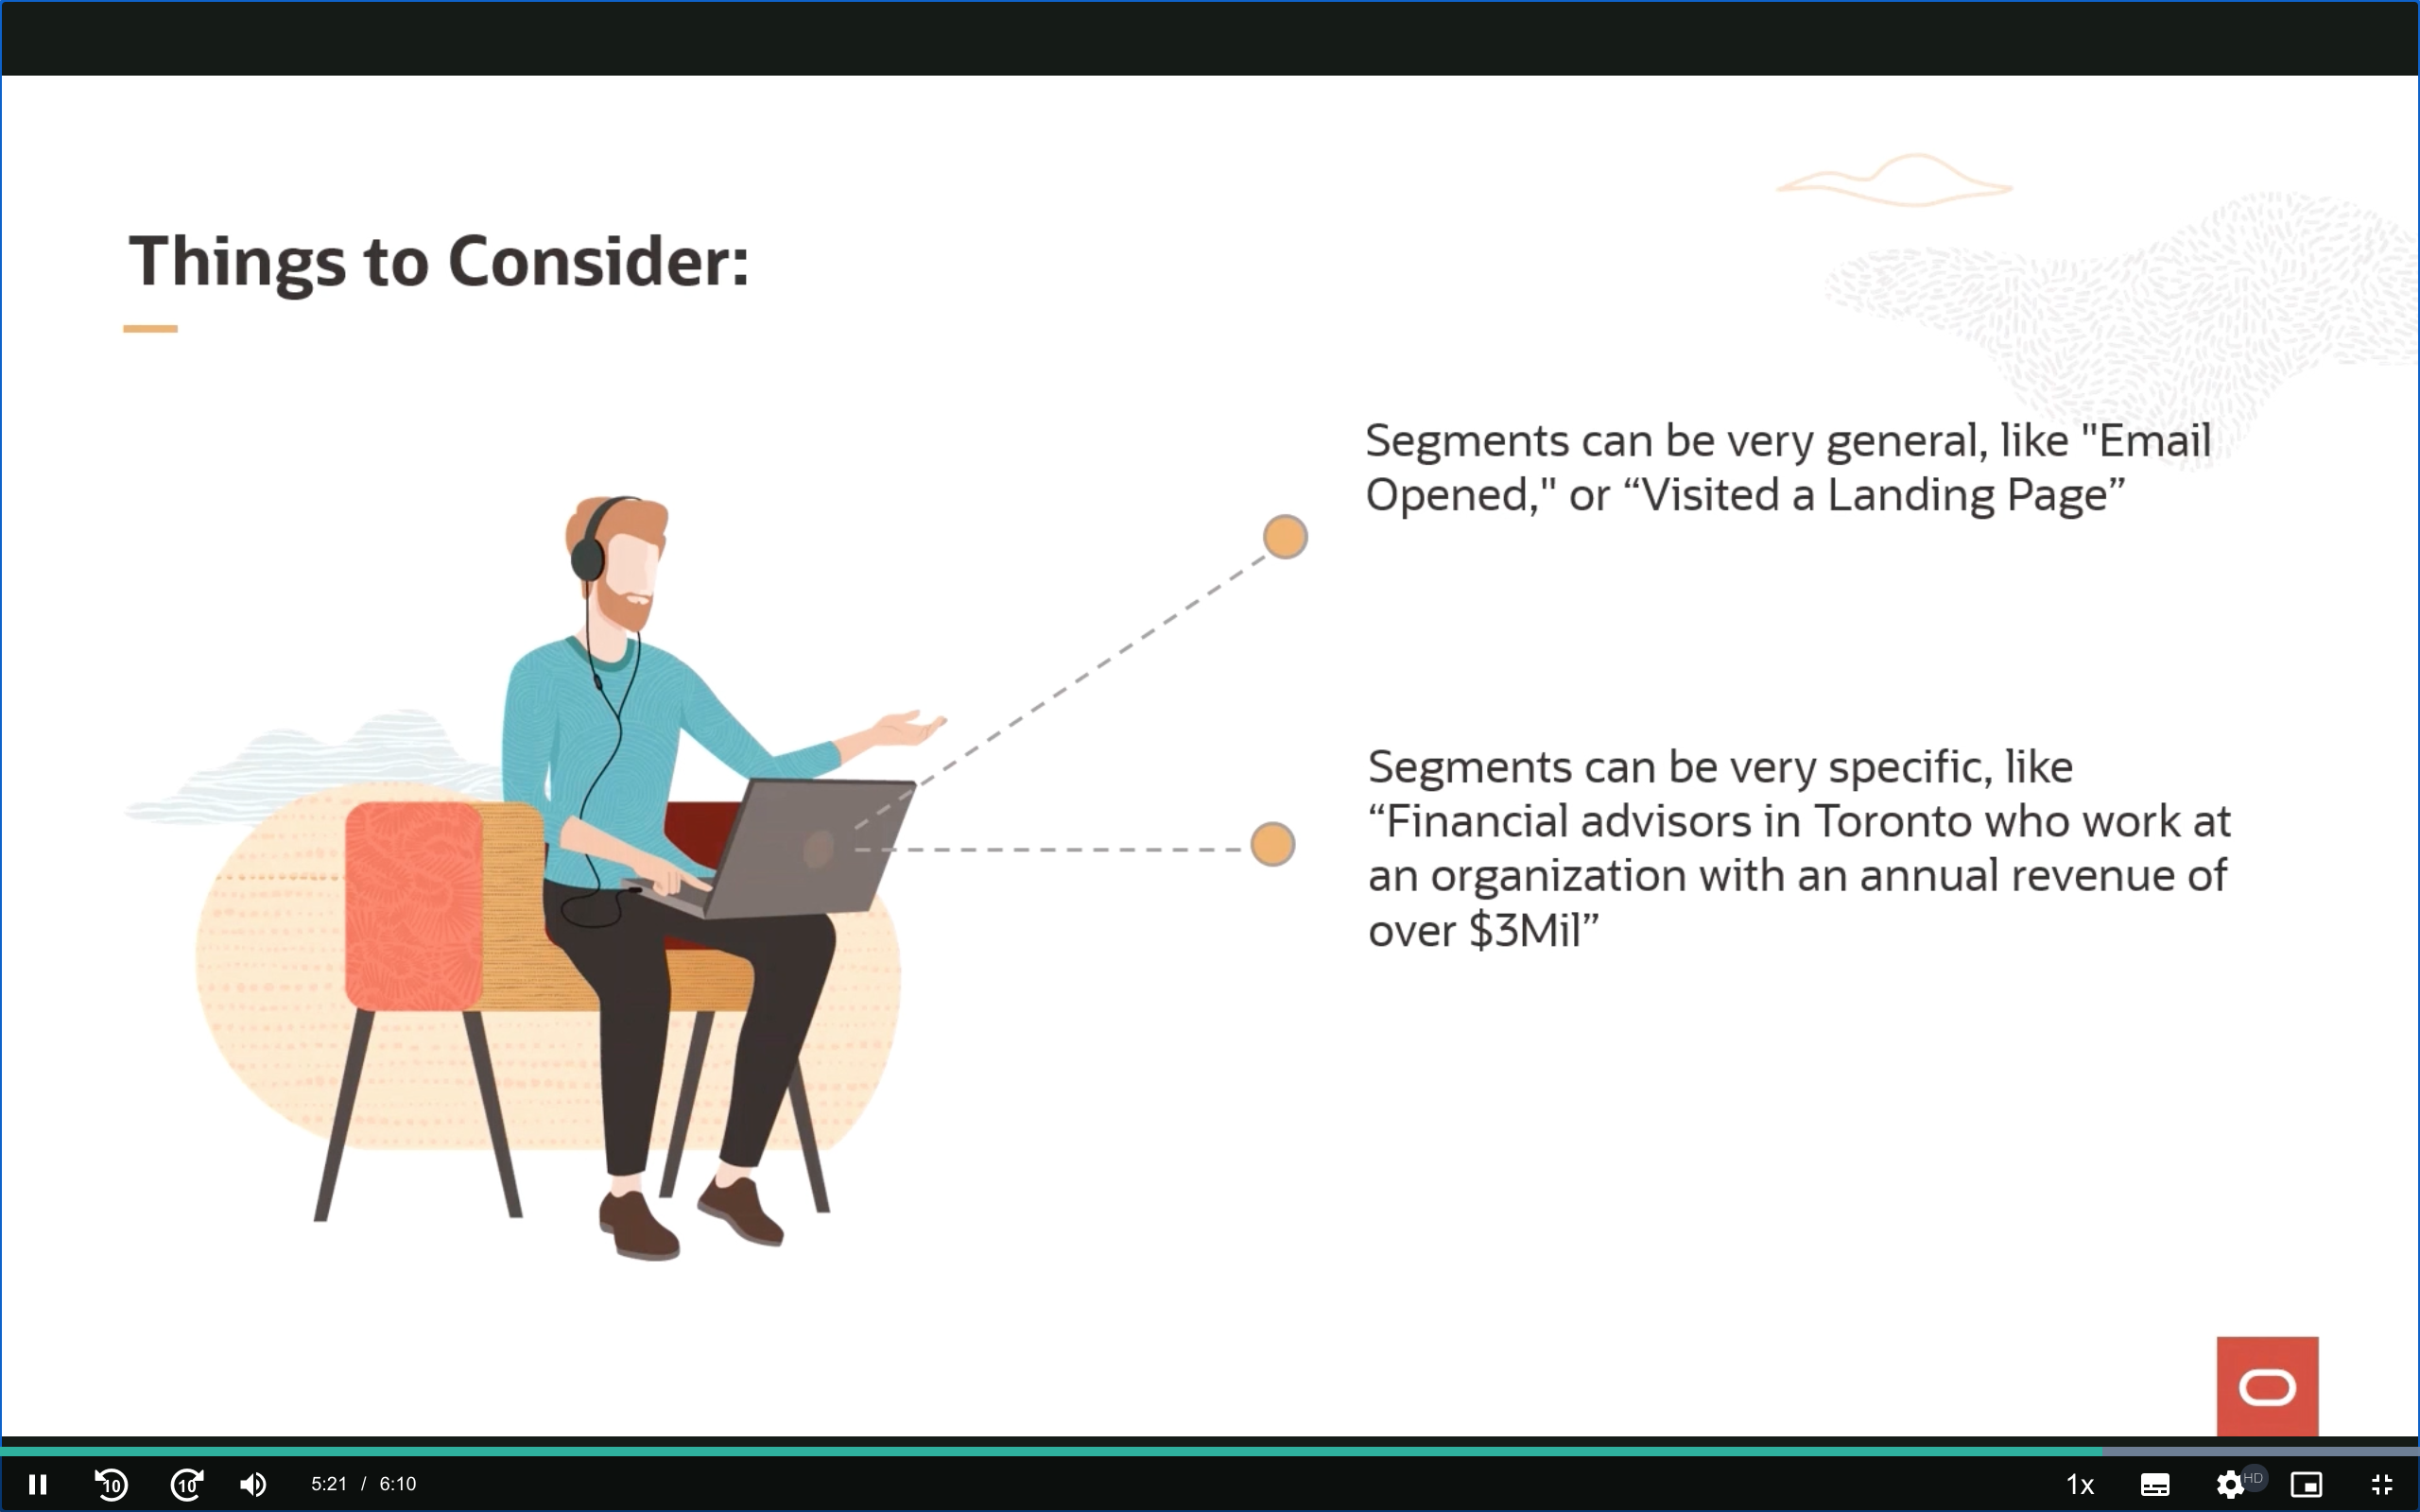 Things to Consider:
Segments can be very general, like "Email
Opened," or “Visited a Landing Page”
Segments can be very specific, like
“Financial advisors in Toronto who work at
an organization with an annual revenue of
over $3Mil”
10
10
5:21 / 6:10
1x
HD